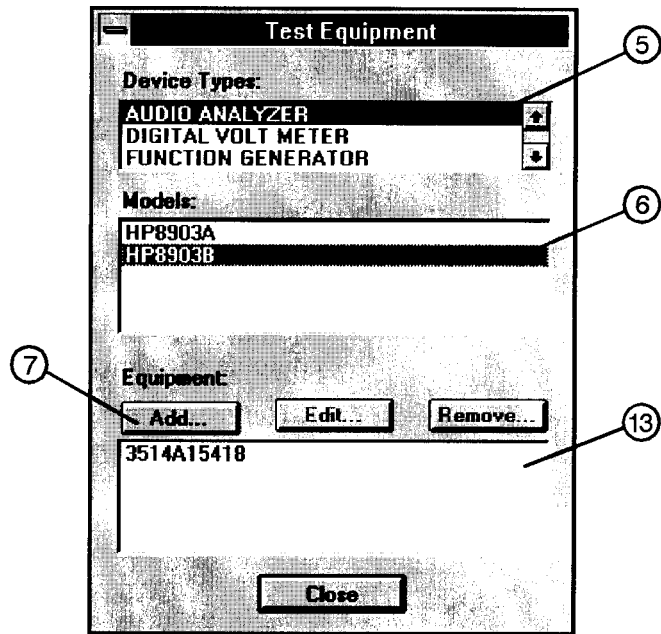 Test Equipment
5
Device Types:
AUDIO ANALYZER
DIGITAL VOLT METER
FUNCTION GENERATOR
Models:
6
HP8903A
HP8903B
7
Equipment:
Add... Edit... Remove...
13
3514A15418
Close